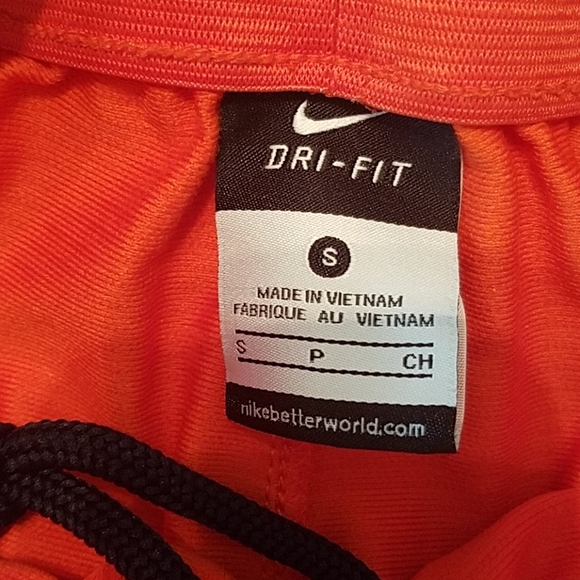 DRI-FIT
S
MADE IN VIETNAM
FABRIQUE AU VIETNAM
S P CH
nikebetterworld.com